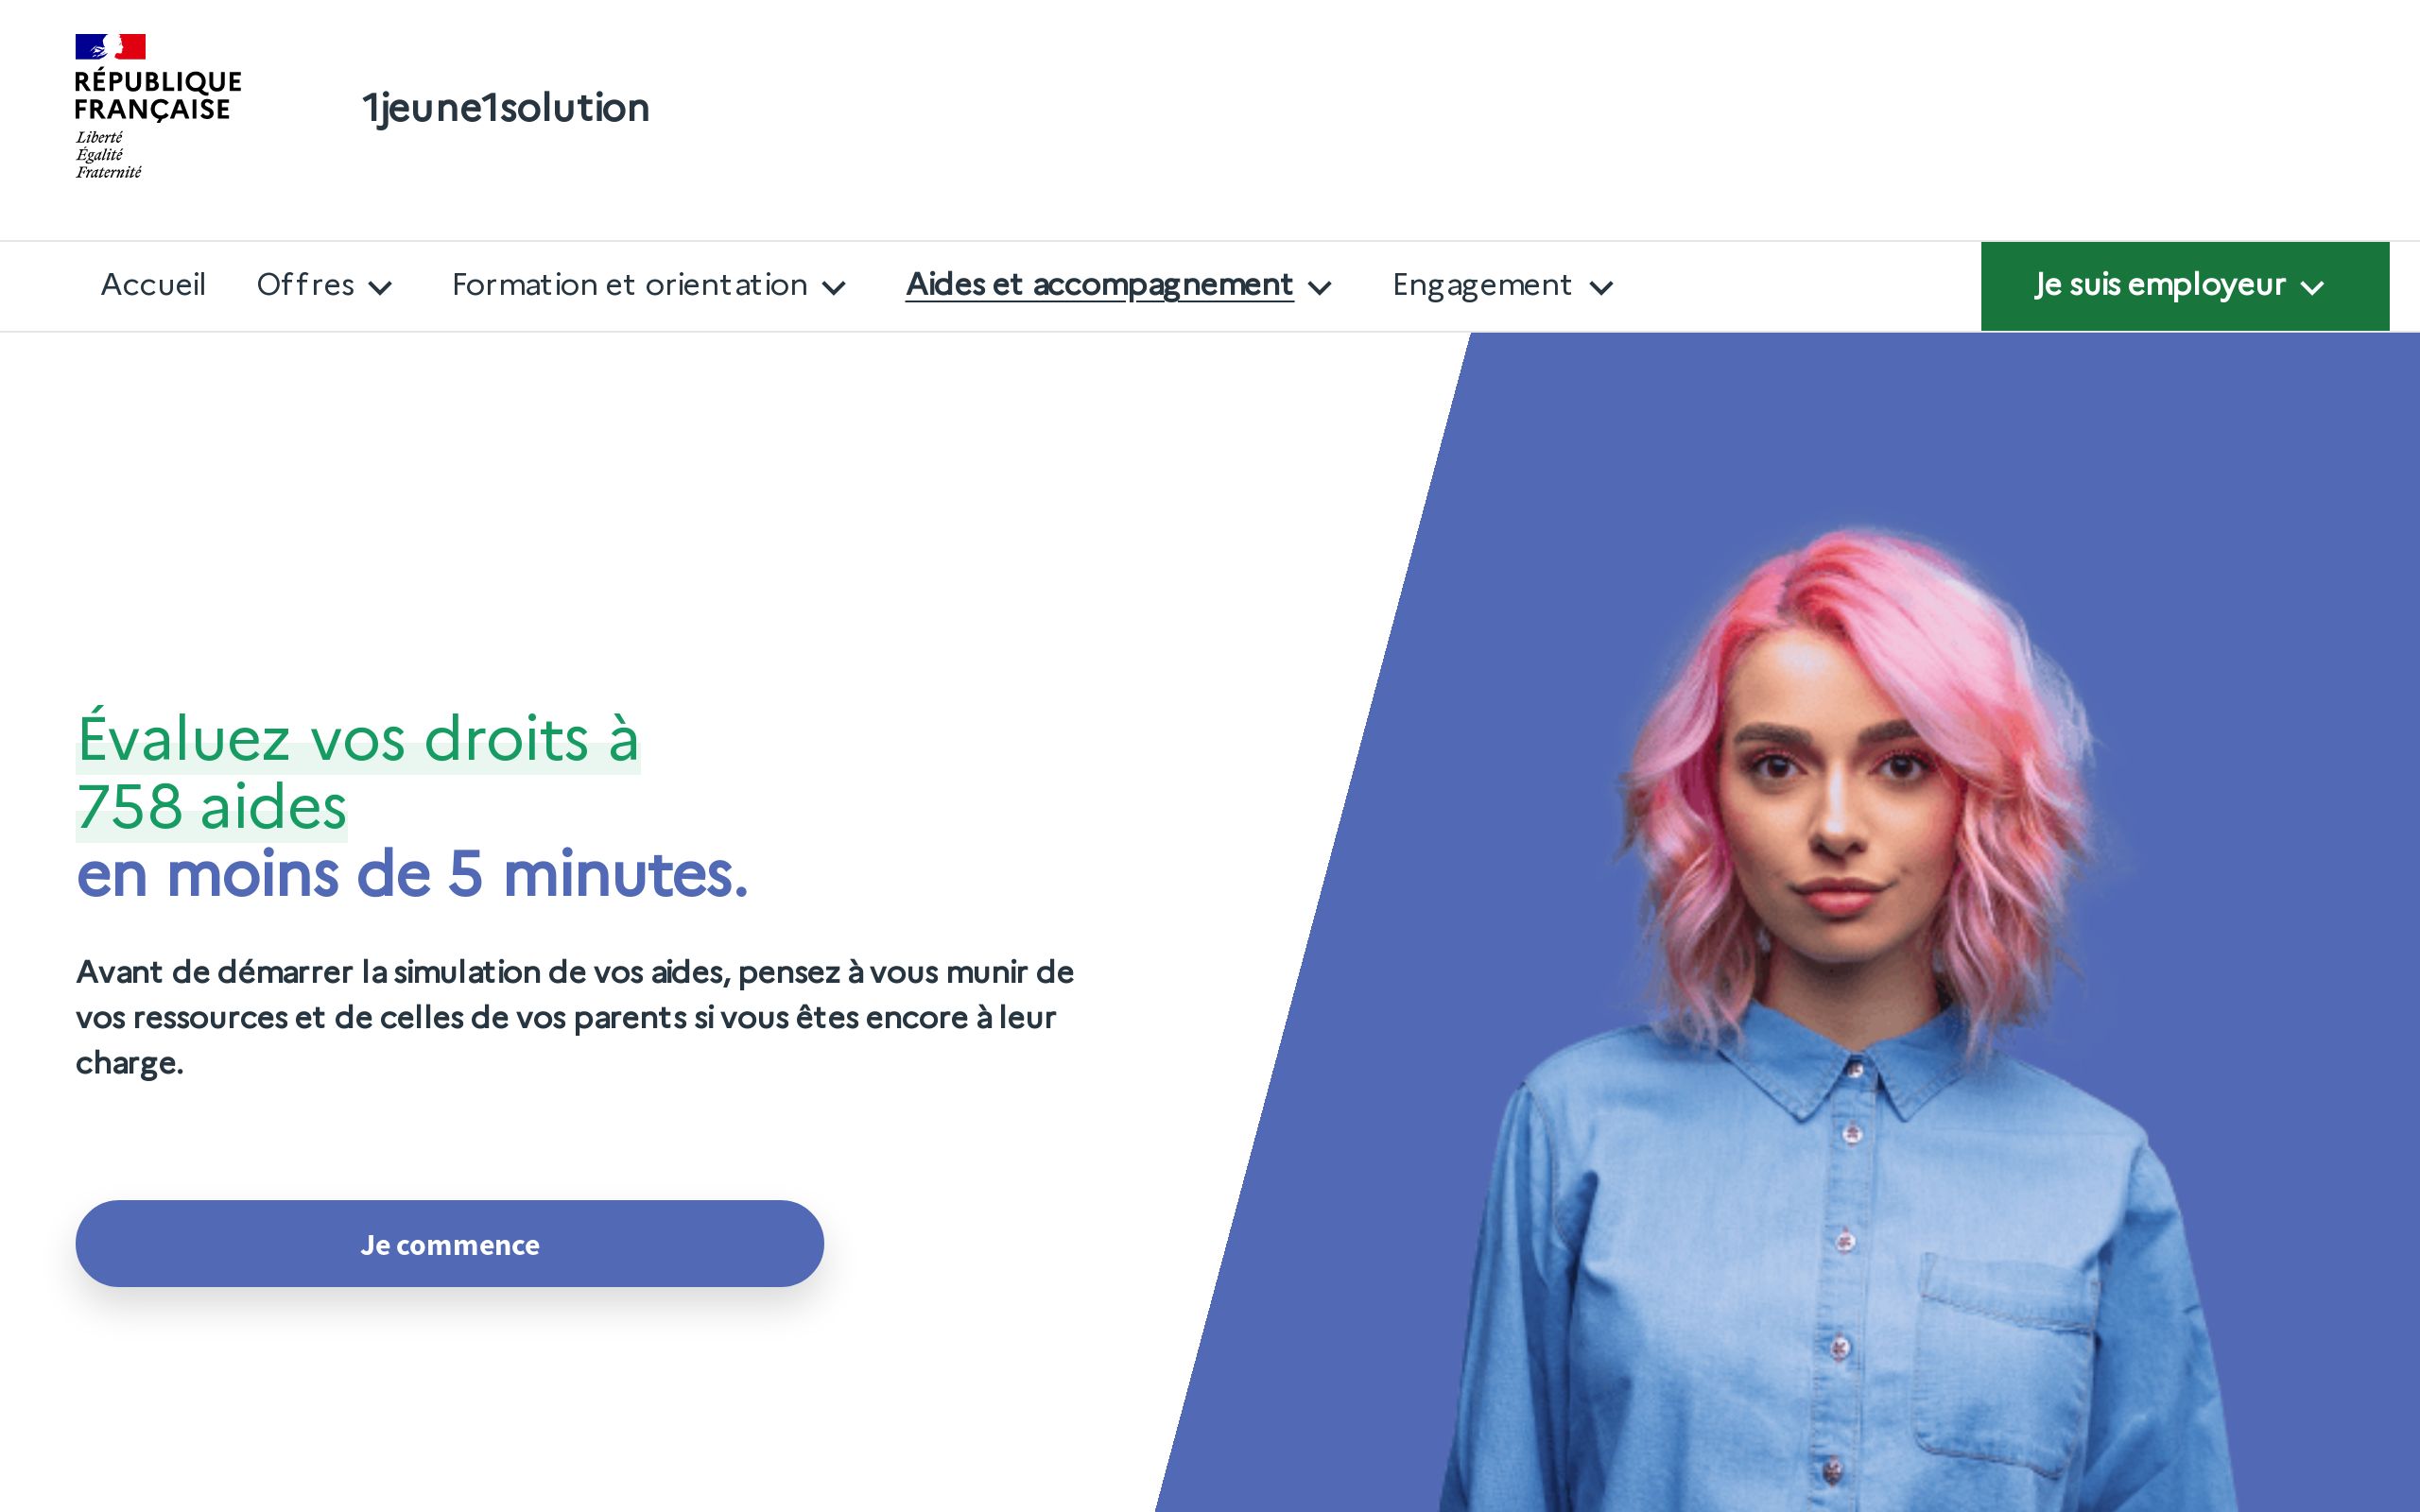 RÉPUBLIQUE
FRANÇAISE
Liberté
Égalité
Fraternité
1jeune1solution
Accueil Offres Formation et orientation Aides et accompagnement Engagement Je suis employeur
Évaluez vos droits à
758 aides
en moins de 5 minutes.
Avant de démarrer la simulation de vos aides, pensez à vous munir de
vos ressources et de celles de vos parents si vous êtes encore à leur
charge.
Je commence